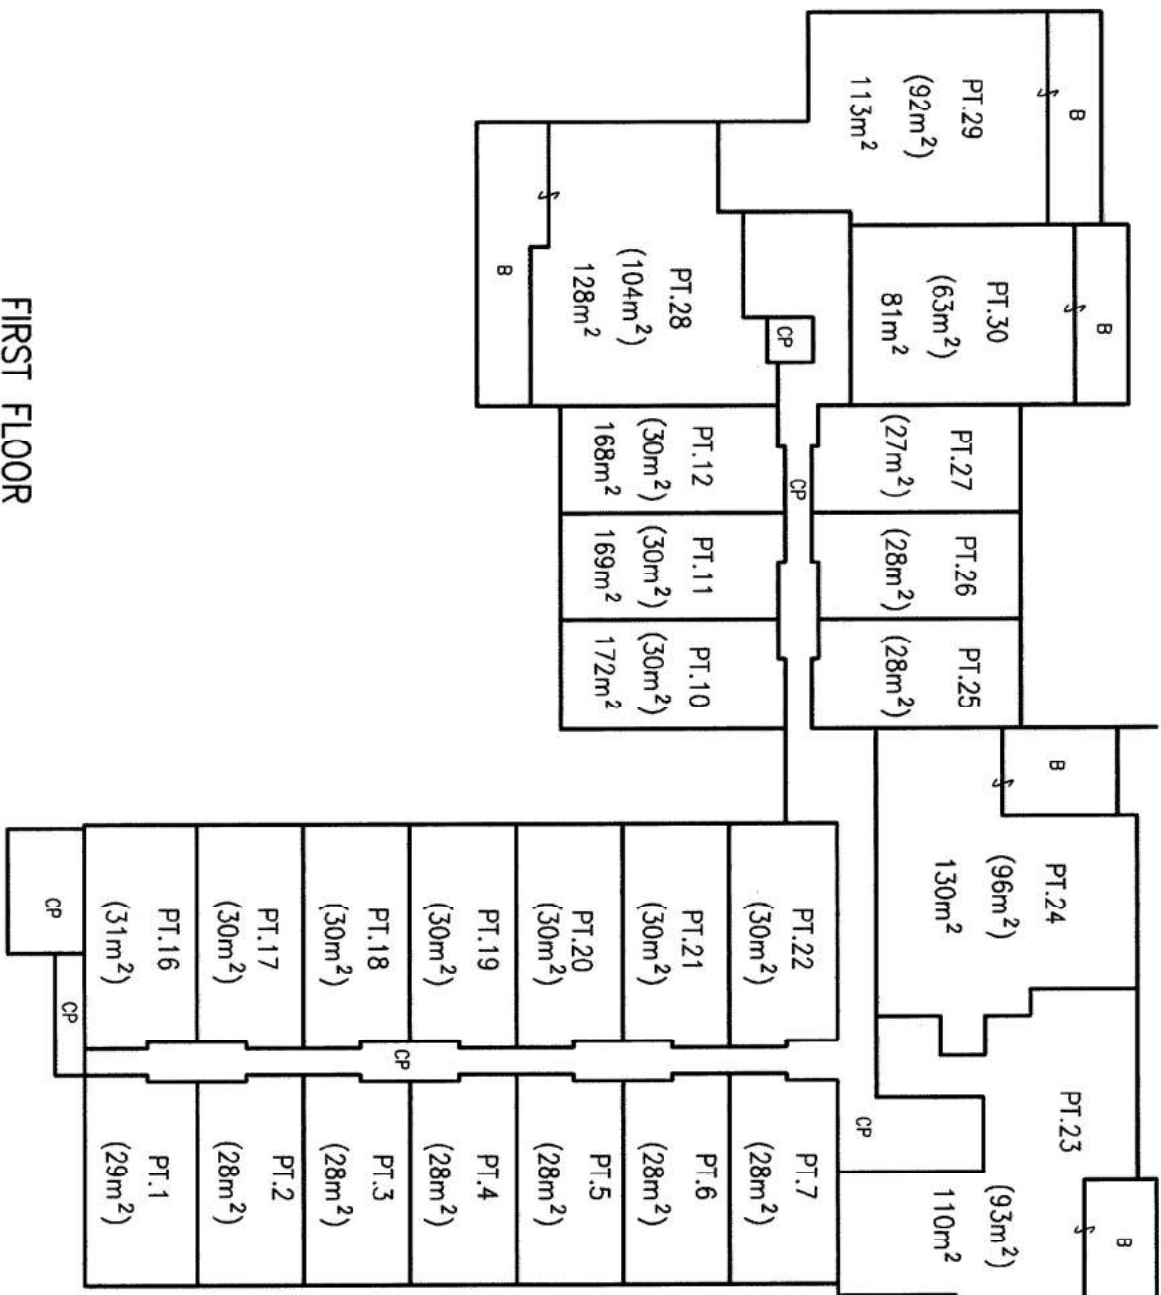 B
PT.29
(92m²)
113m²
B
PT.30
(63m²)
81m²
PT.28
(104m²)
128m²
B
CP
PT.27
(27m²)
PT.26
(28m²)
PT.25
(28m²)
CP
PT.12
(30m²)
168m²
PT.11
(30m²)
169m²
PT.10
(30m²)
172m²
B
PT.24
(96m²)
130m²
PT.23
(93m²)
110m²
B
CP
PT.22
(30m²)
PT.21
(30m²)
PT.20
(30m²)
PT.19
(30m²)
PT.18
(30m²)
PT.17
(30m²)
PT.16
(31m²)
CP
CP
CP
PT.7
(28m²)
PT.6
(28m²)
PT.5
(28m²)
PT.4
(28m²)
PT.3
(28m²)
PT.2
(28m²)
PT.1
(29m²)
FIRST FLOOR